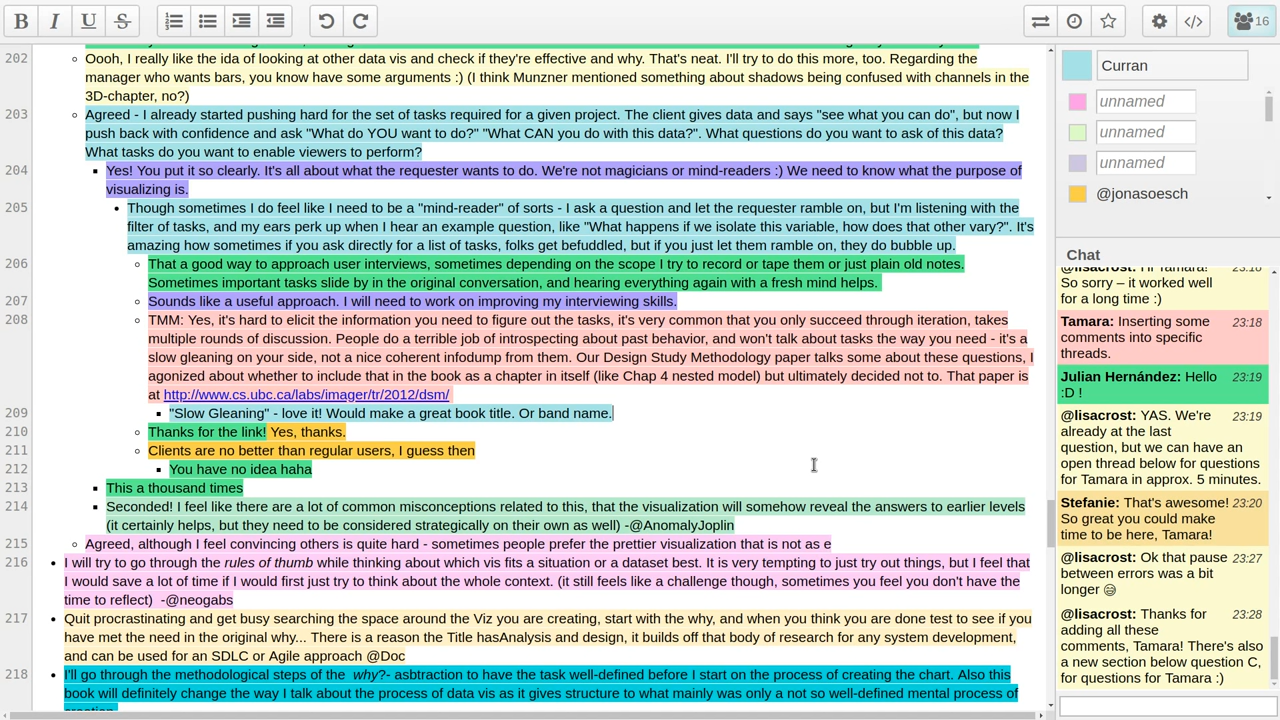 B I U S
16
202 Oooh, I really like the ida of looking at other data vis and check if they're effective and why. That's neat. I'll try to do this more, too. Regarding the
manager who wants bars, you know have some arguments :) (I think Munzner mentioned something about shadows being confused with channels in the
3D-chapter, no?)
203 Agreed - I already started pushing hard for the set of tasks required for a given project. The client gives data and says "see what you can do", but now I
push back with confidence and ask "What do YOU want to do?" "What CAN you do with this data?". What questions do you want to ask of this data?
What tasks do you want to enable viewers to perform?
204 Yes! You put it so clearly. It's all about what the requester wants to do. We're not magicians or mind-readers :) We need to know what the purpose of
visualizing is.
205 Though sometimes I do feel like I need to be a "mind-reader" of sorts - I ask a question and let the requester ramble on, but I'm listening with the
filter of tasks, and my ears perk up when I hear an example question, like "What happens if we isolate this variable, how does that other vary?". It's
amazing how sometimes if you ask directly for a list of tasks, folks get befuddled, but if you just let them ramble on, they do bubble up.
206 That a good way to approach user interviews, sometimes depending on the scope I try to record or tape them or just plain old notes.
Sometimes important tasks slide by in the original conversation, and hearing everything again with a fresh mind helps.
207 Sounds like a useful approach. I will need to work on improving my interviewing skills.
208 TMM: Yes, it's hard to elicit the information you need to figure out the tasks, it's very common that you only succeed through iteration, takes
multiple rounds of discussion. People do a terrible job of introspecting about past behavior, and won't talk about tasks the way you need - it's a
slow gleaning on your side, not a nice coherent infodump from them. Our Design Study Methodology paper talks some about these questions, I
agonized about whether to include that in the book as a chapter in itself (like Chap 4 nested model) but ultimately decided not to. That paper is
at http://www.cs.ubc.ca/labs/imager/tr/2012/dsm/
209 "Slow Gleaning" - love it! Would make a great book title. Or band name.
210 Thanks for the link! Yes, thanks.
211 Clients are no better than regular users, I guess then
212 You have no idea haha
213 This a thousand times
214 Seconded! I feel like there are a lot of common misconceptions related to this, that the visualization will somehow reveal the answers to earlier levels
(it certainly helps, but they need to be considered strategically on their own as well) -@AnomalyJoplin
215 Agreed, although I feel convincing others is quite hard - sometimes people prefer the prettier visualization that is not as e
216 I will try to go through the rules of thumb while thinking about which vis fits a situation or a dataset best. It is very tempting to just try out things, but I feel that
I would save a lot of time if I would first just try to think about the whole context. (it still feels like a challenge though, sometimes you feel you don't have the
time to reflect) -@neogabs
217 Quit procrastinating and get busy searching the space around the Viz you are creating, start with the why, and when you think you are done test to see if you
have met the need in the original why... There is a reason the Title hasAnalysis and design, it builds off that body of research for any system development,
and can be used for an SDLC or Agile approach @Doc
218 I'll go through the methodological steps of the why?- asbtraction to have the task well-defined before I start on the process of creating the chart. Also this
book will definitely change the way I talk about the process of data vis as it gives structure to what mainly was only a not so well-defined mental process of
Curran
unnamed
unnamed
unnamed
@jonasoesch
Chat
@lisacrost: Hi Tamara! 23:18
So sorry – it worked well
for a long time :)
Tamara: Inserting some 23:18
comments into specific
threads.
Julian Hernández: Hello 23:19
:D !
@lisacrost: YAS. We're 23:19
already at the last
question, but we can have an
open thread below for questions
for Tamara in approx. 5 minutes.
Stefanie: That's awesome! 23:20
So great you could make
time to be here, Tamara!
@lisacrost: Ok that pause 23:27
between errors was a bit
longer 😅
@lisacrost: Thanks for 23:28
adding all these
comments, Tamara! There's also
a new section below question C,
for questions for Tamara :)